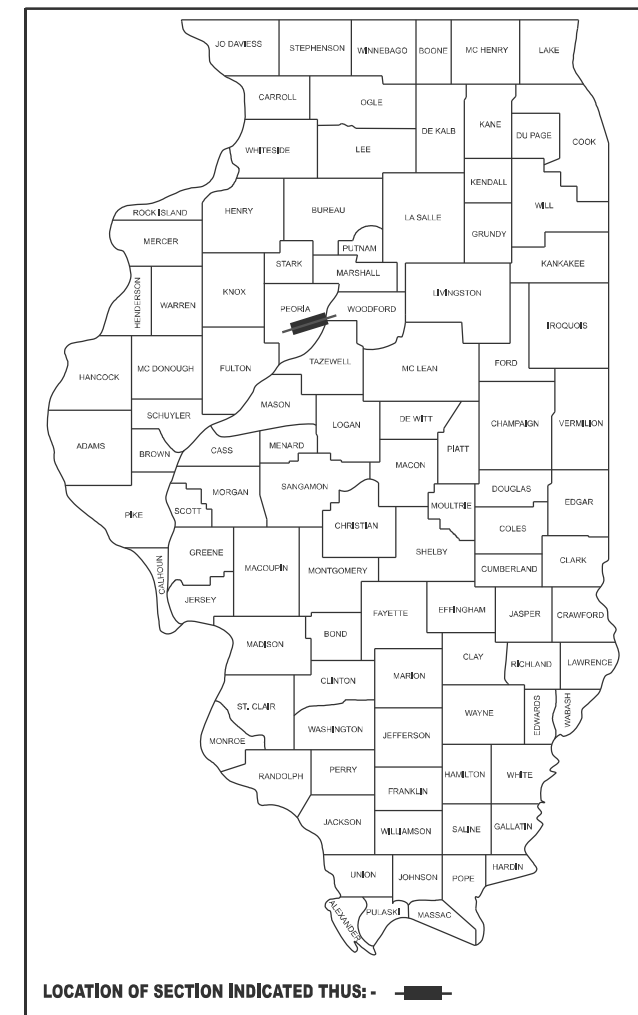 JO DAVIESS STEPHENSON WINNEBAGO BOONE MC HENRY LAKE
CARROLL OGLE DE KALB KANE DU PAGE COOK
WHITESIDE LEE KENDALL WILL
ROCK ISLAND HENRY BUREAU LA SALLE GRUNDY
MERCER STARK PUTNAM KANKAKEE
HENDERSON WARREN KNOX MARSHALL LIVINGSTON
PEORIA WOODFORD IROQUOIS
HANCOCK MC DONOUGH FULTON TAZEWELL MC LEAN FORD
SCHUYLER MASON LOGAN DE WITT CHAMPAIGN VERMILION
ADAMS BROWN CASS MENARD MACON PIATT
PIKE SCOTT MORGAN SANGAMON MOULTRIE DOUGLAS EDGAR
CHRISTIAN COLES
CALHOUN GREENE MACOUPIN MONTGOMERY SHELBY CUMBERLAND CLARK
JERSEY FAYETTE EFFINGHAM JASPER CRAWFORD
MADISON BOND CLAY RICHLAND LAWRENCE
CLINTON MARION
ST. CLAIR WAYNE EDWARDS WABASH
MONROE WASHINGTON JEFFERSON
RANDOLPH PERRY FRANKLIN HAMILTON WHITE
JACKSON WILLIAMSON SALINE GALLATIN
UNION JOHNSON POPE HARDIN
ALEXANDER PULASKI MASSAC
LOCATION OF SECTION INDICATED THUS: -